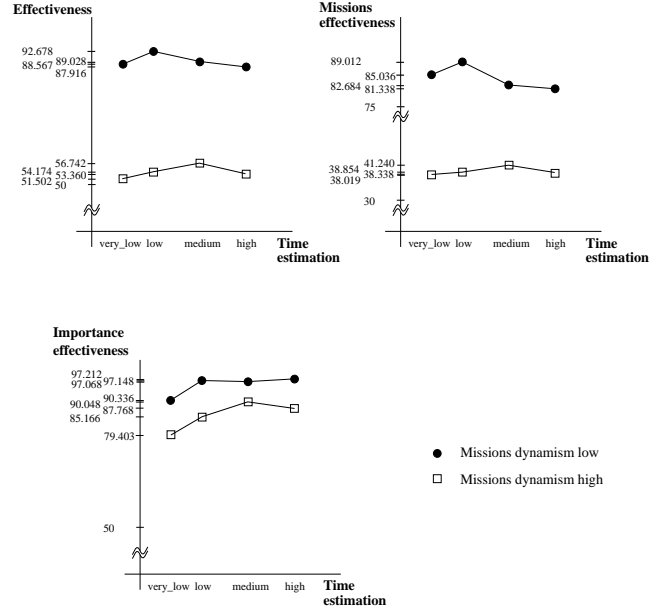 Effectiveness
92.678
89.028
88.567
87.916
56.742
54.174
53.360
51.502
50
very_low low medium high
Time
estimation
Missions
effectiveness
89.012
85.036
82.684
81.338
75
41.240
38.854
38.338
38.019
30
very_low low medium high
Time
estimation
Importance
effectiveness
97.212
97.148
97.068
90.336
90.048
87.768
85.166
79.403
50
very_low low medium high
Time
estimation
Missions dynamism low
Missions dynamism high